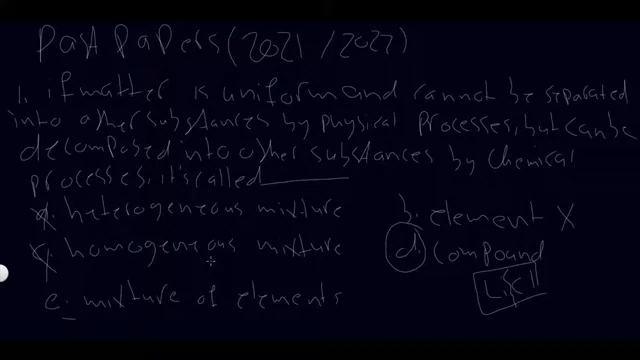 Past Papers (2021/2022)
1. if matter is uniform and cannot be separated
into other substances by physical processes, but can be
decomposed into other substances by chemical
processes, it's called
a. heterogeneous mixture
b. element X
c. homogeneous mixture
d. compound
e. mixture of elements